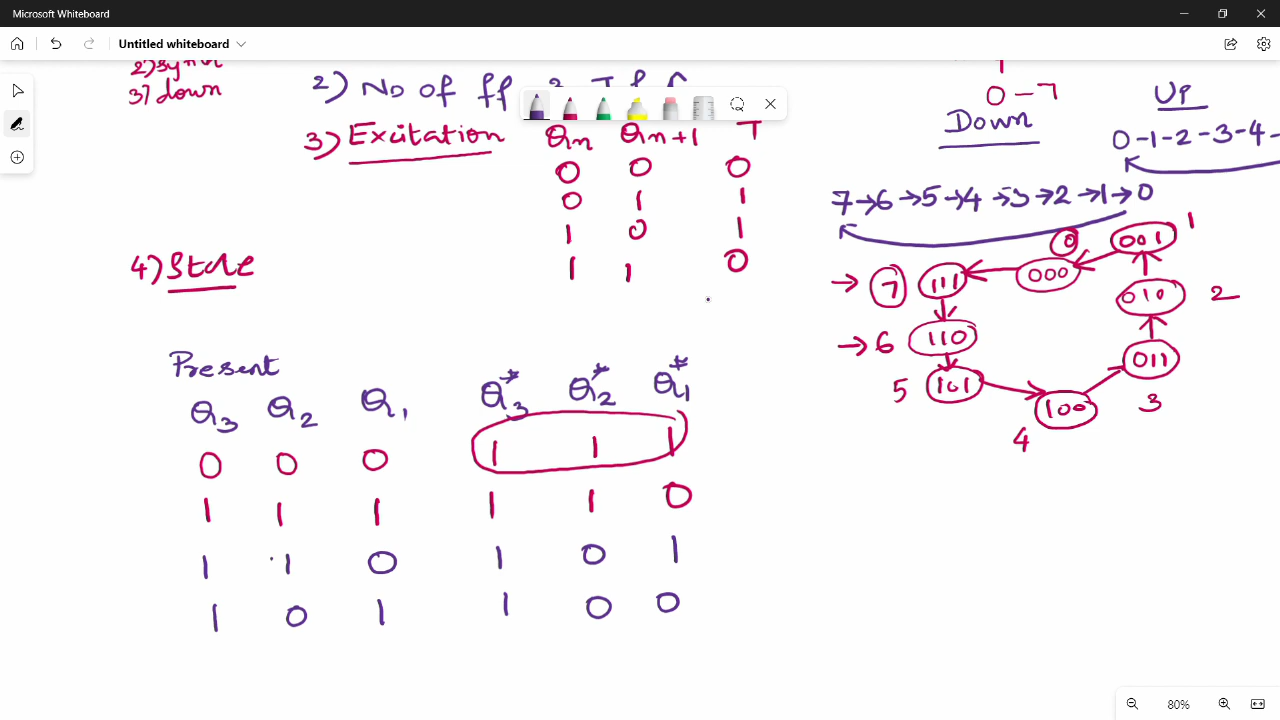 Microsoft Whiteboard
Untitled whiteboard
3) down
2) No of ff
3) Excitation
Qn Qn+1 T
0 0 0
0 1 1
1 0 1
1 1 0
4) State
Present
Q3 Q2 Q1 Q3* Q2* Q1*
0 0 0 1 1 1
1 1 1 1 1 0
1 1 0 1 0 1
1 0 1 1 0 0
0-7
Down
UP
0-1-2-3-4-
7→6→5→4→3→2→1→0
0 001 1
→ 7 111 000
010 2
→ 6 110
011
5 101
3
100
4
80%